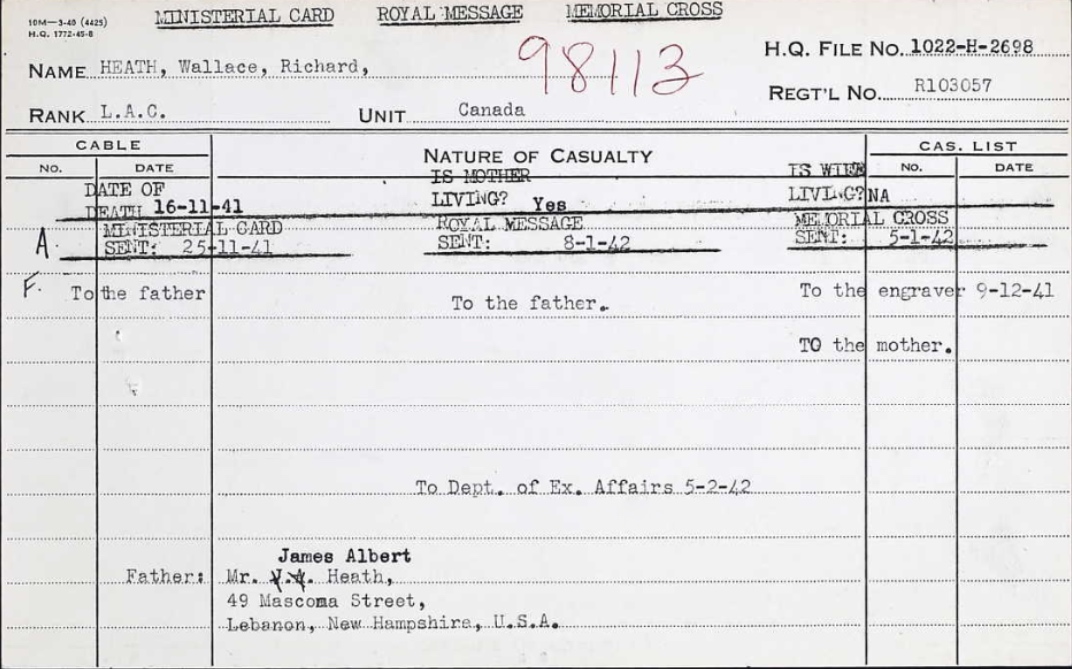 10M—3-40 (4425)
H.Q. 1772-45-8
MINISTERIAL CARD ROYAL MESSAGE MEMORIAL CROSS
98113
H.Q. FILE NO. 1022-H-2698
NAME HEATH, Wallace, Richard,
REGT'L NO. R103057
RANK L.A.C. UNIT Canada
CABLE NATURE OF CASUALTY CAS. LIST
NO. DATE NO. DATE
DATE OF DEATH 16-11-41
IS MOTHER LIVING? Yes
IS WIFE LIVING? NA
A. MINISTERIAL CARD SENT: 25-11-41
ROYAL MESSAGE SENT: 8-1-42
MEMORIAL CROSS SENT: 5-1-42
F. To the father To the father. To the engraver 9-12-41
TO the mother.
To Dept. of Ex. Affairs 5-2-42
James Albert
Father: Mr. Heath,
49 Mascoma Street,
Lebanon, New Hampshire, U.S.A.